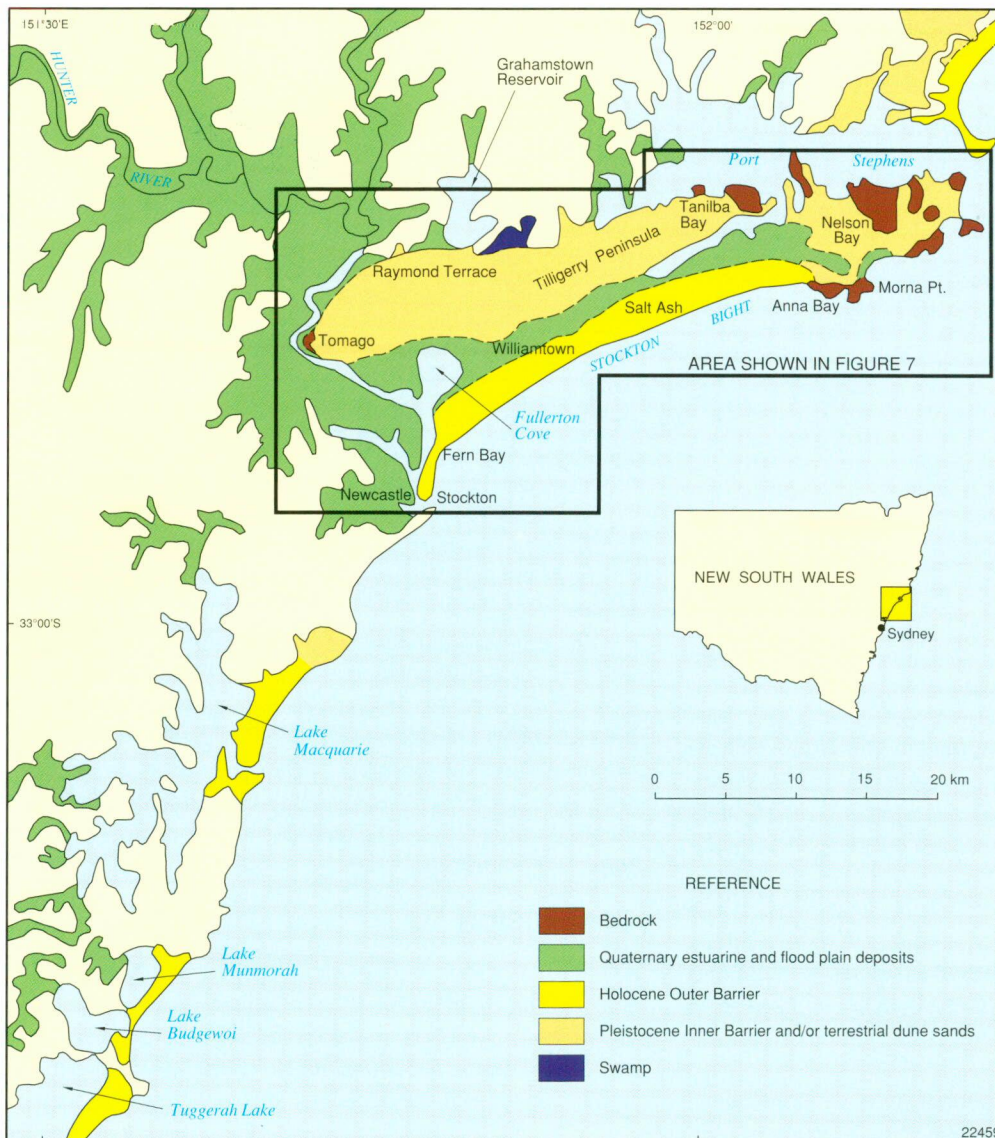 151°30'E
152°00'
HUNTER
RIVER
Grahamstown
Reservoir
Port
Stephens
Tanilba
Bay
Nelson
Bay
Tilligerry Peninsula
Raymond Terrace
Morna Pt.
Anna Bay
Salt Ash
STOCKTON
BIGHT
Tomago
Williamtown
AREA SHOWN IN FIGURE 7
Fullerton
Cove
Fern Bay
Newcastle
Stockton
NEW SOUTH WALES
Sydney
33°00'S
Lake
Macquarie
0 5 10 15 20 km
REFERENCE
Bedrock
Quaternary estuarine and flood plain deposits
Holocene Outer Barrier
Pleistocene Inner Barrier and/or terrestrial dune sands
Swamp
Lake
Munmorah
Lake
Budgewoi
Tuggerah Lake
22459